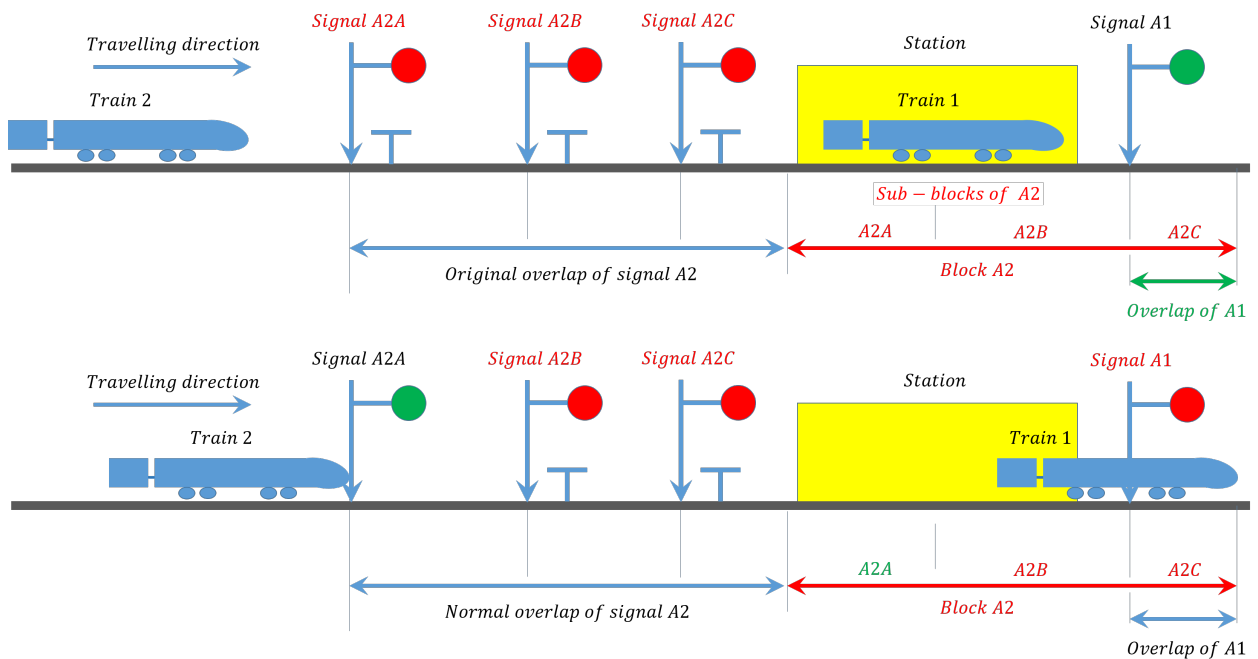 Signal A2A
Signal A2B
Signal A2C
Signal A1
Travelling direction
Station
Train 2
Train 1
Sub − blocks of A2
A2A
A2B
A2C
Original overlap of signal A2
Block A2
Overlap of A1
Signal A2A
Signal A2B
Signal A2C
Signal A1
Travelling direction
Station
Train 2
Train 1
A2A
A2B
A2C
Normal overlap of signal A2
Block A2
Overlap of A1